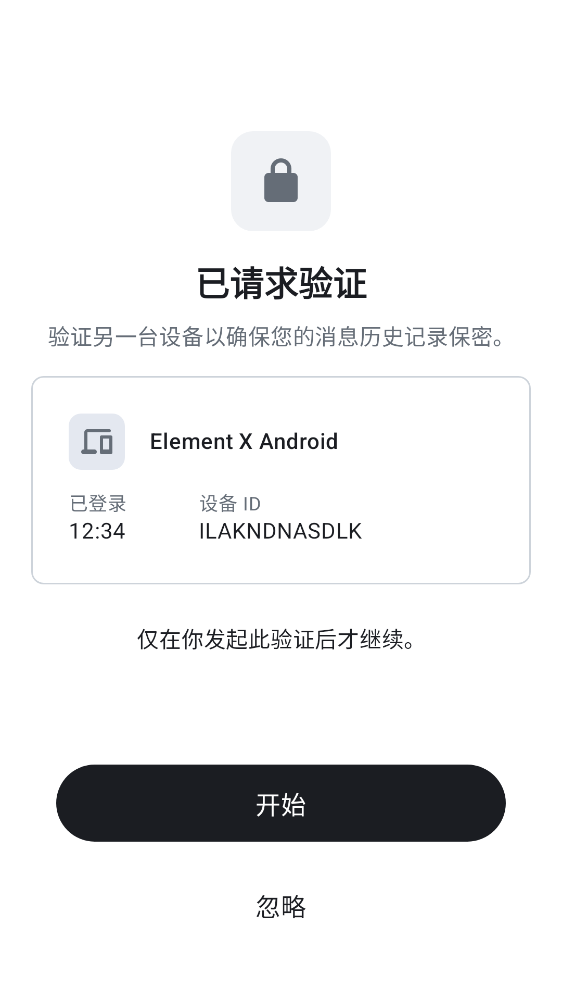 已请求验证
验证另一台设备以确保您的消息历史记录保密。
Element X Android
已登录 设备 ID
12:34 ILAKNDNASDLK
仅在你发起此验证后才继续。
开始
忽略